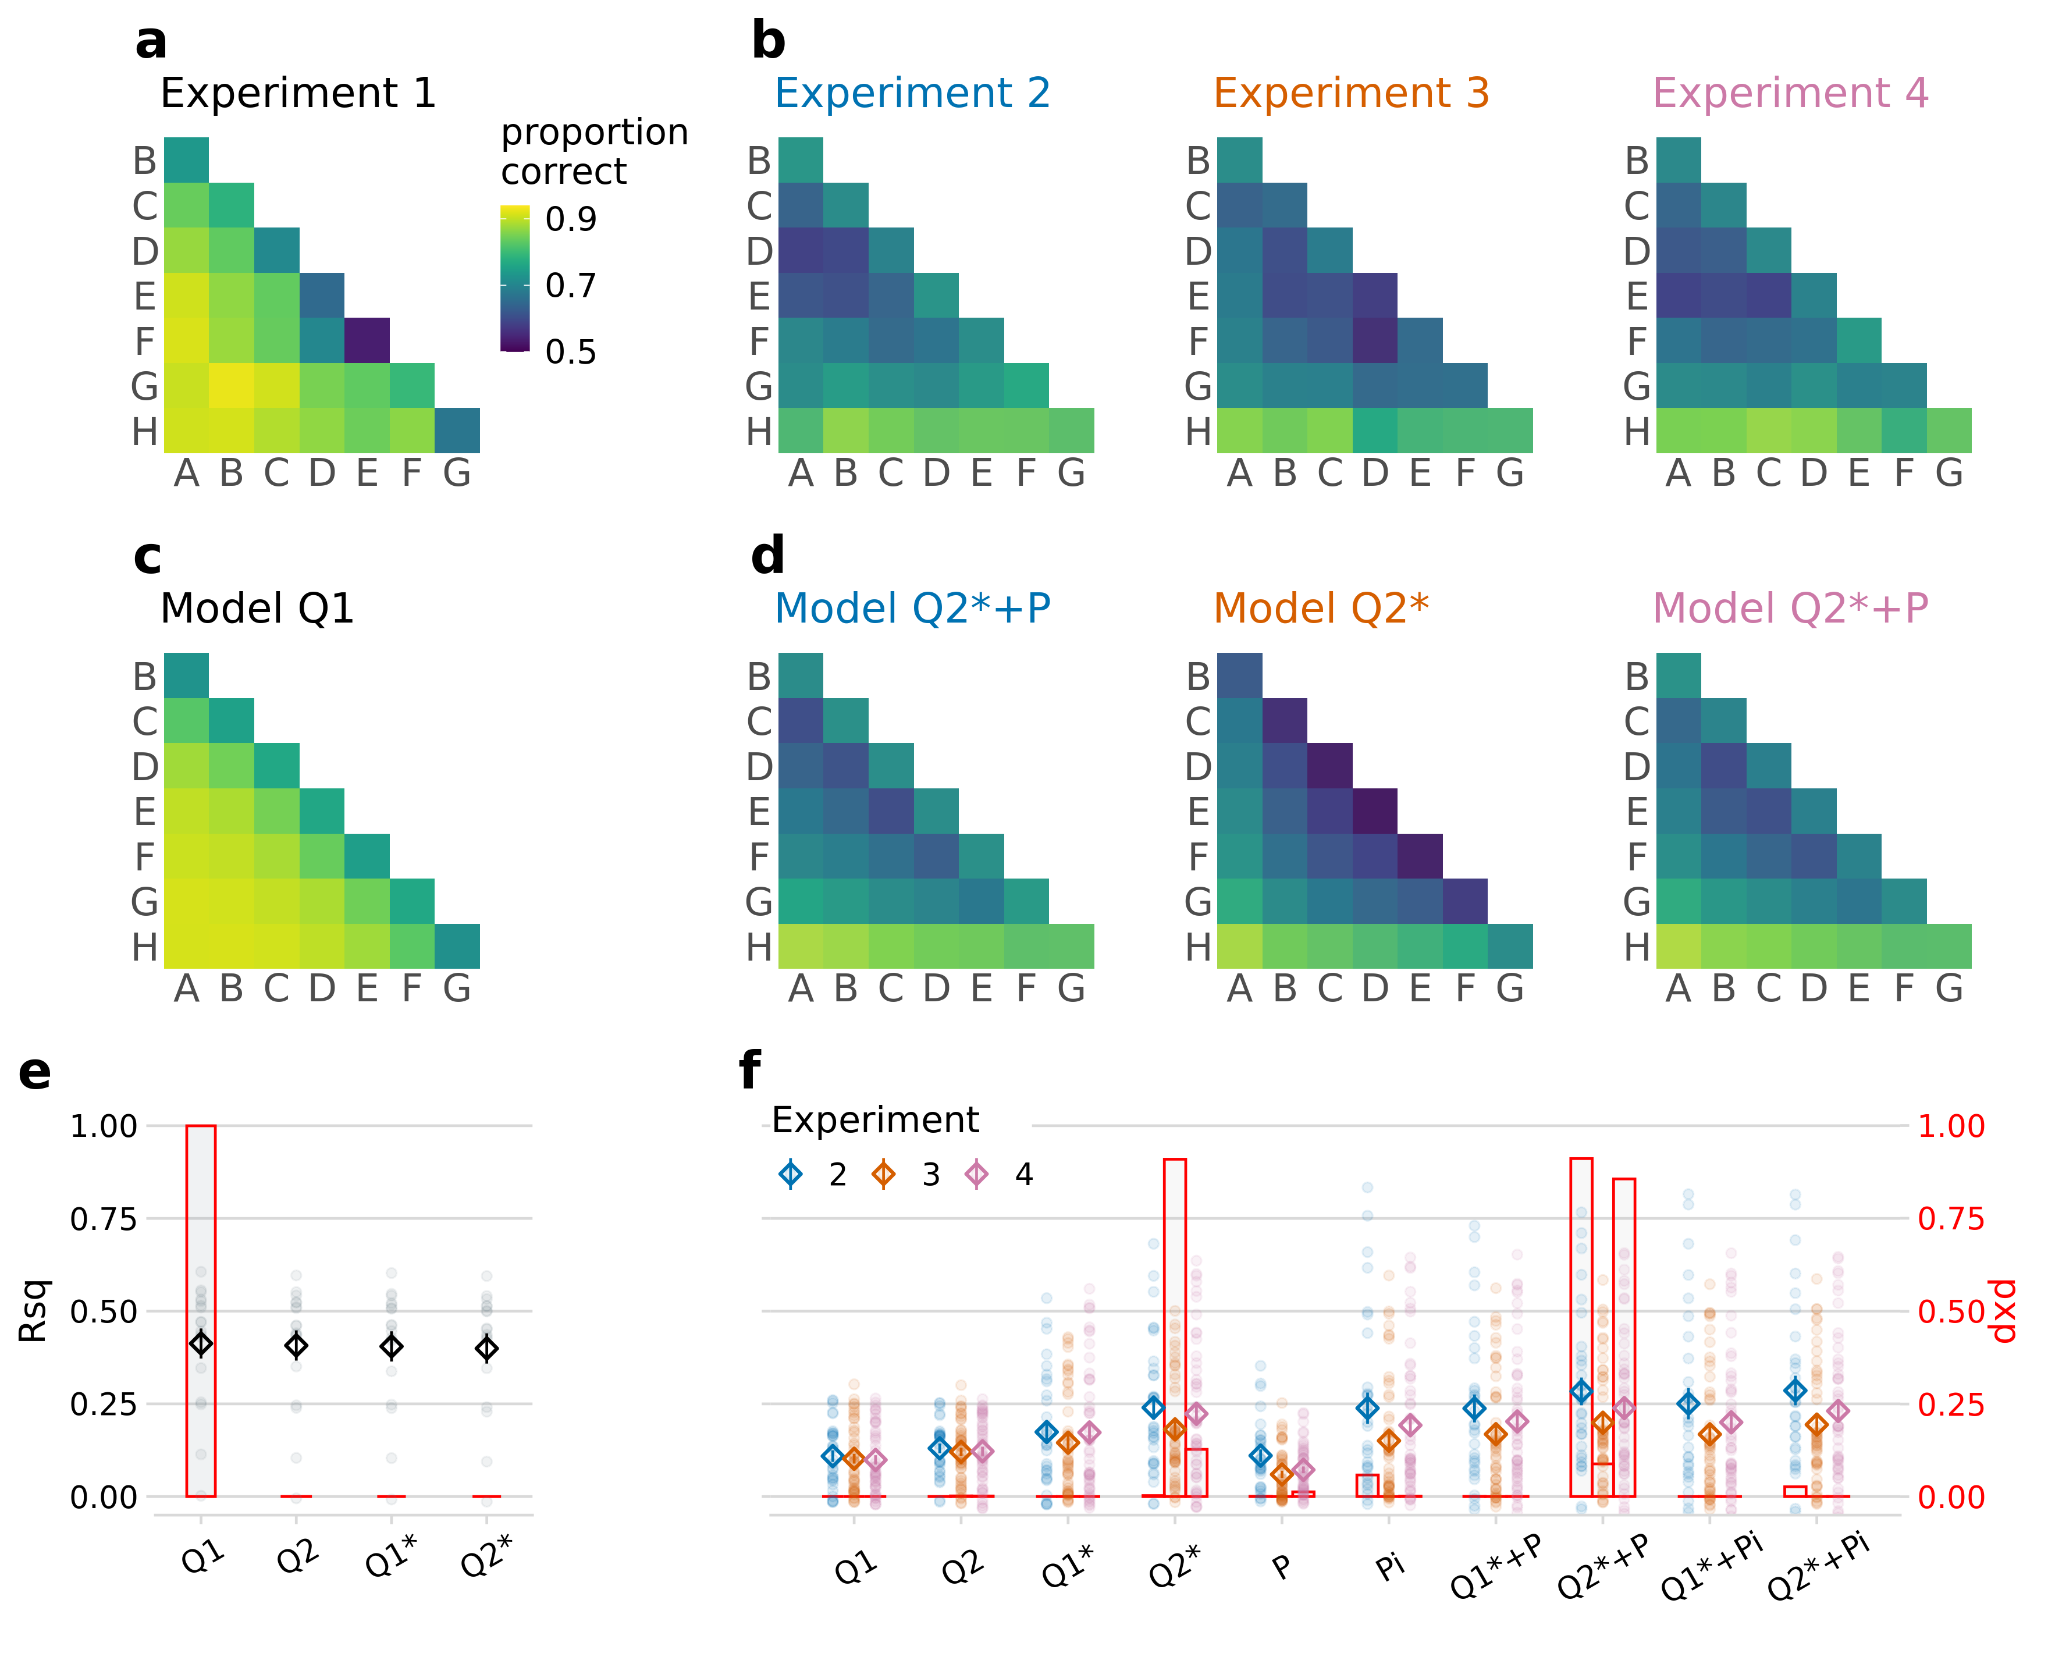 a
Experiment 1
proportion
correct
0.9
0.7
0.5
B
C
D
E
F
G
H
A B C D E F G
b
Experiment 2
B
C
D
E
F
G
H
A B C D E F G
Experiment 3
B
C
D
E
F
G
H
A B C D E F G
Experiment 4
B
C
D
E
F
G
H
A B C D E F G
c
Model Q1
B
C
D
E
F
G
H
A B C D E F G
d
Model Q2*+P
B
C
D
E
F
G
H
A B C D E F G
Model Q2*
B
C
D
E
F
G
H
A B C D E F G
Model Q2*+P
B
C
D
E
F
G
H
A B C D E F G
e
Rsq
1.00
0.75
0.50
0.25
0.00
Q1 Q2 Q1* Q2*
f
Experiment
2 3 4
1.00
0.75
0.50
0.25
0.00
pxp
Q1 Q2 Q1* Q2* P Pi Q1*+P Q2*+P Q1*+Pi Q2*+Pi